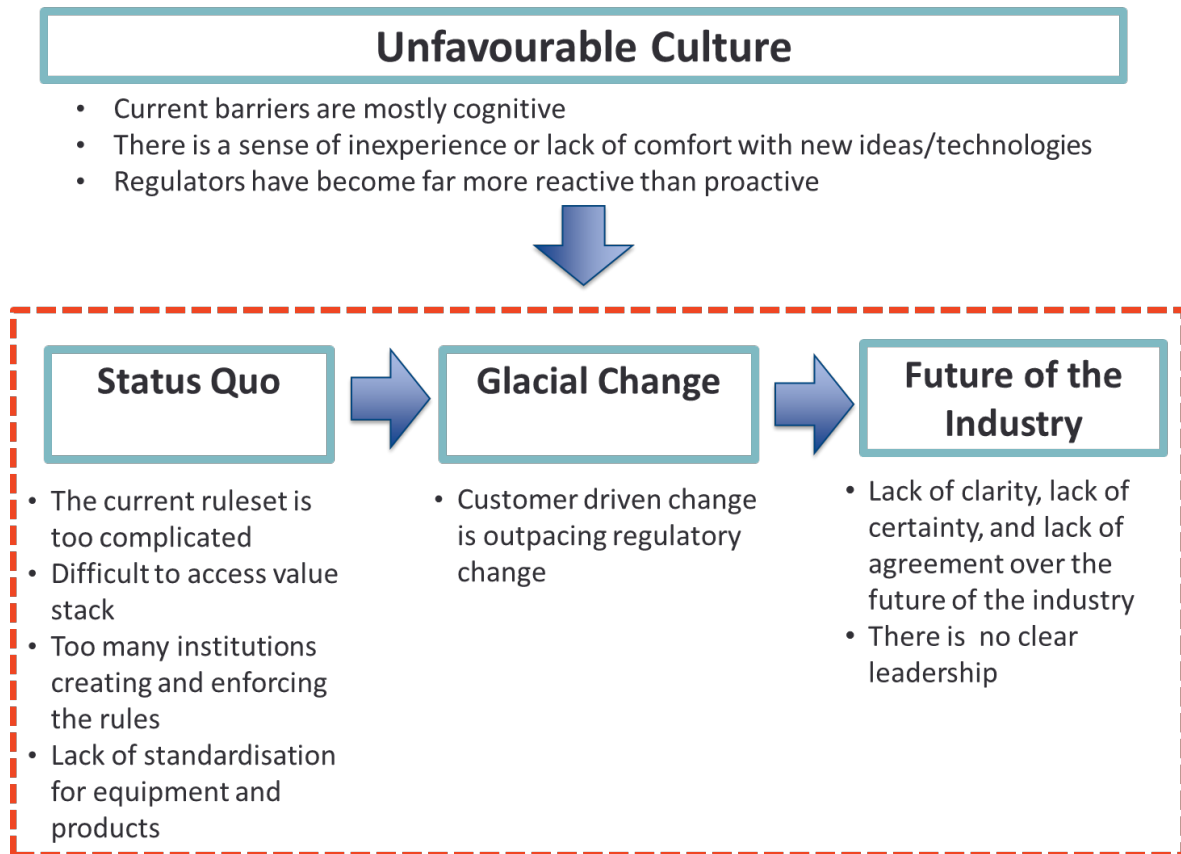 Unfavourable Culture
• Current barriers are mostly cognitive
• There is a sense of inexperience or lack of comfort with new ideas/technologies
• Regulators have become far more reactive than proactive
Status Quo
• The current ruleset is
too complicated
• Difficult to access value
stack
• Too many institutions
creating and enforcing
the rules
• Lack of standardisation
for equipment and
products
Glacial Change
• Customer driven change
is outpacing regulatory
change
Future of the
Industry
• Lack of clarity, lack of
certainty, and lack of
agreement over the
future of the industry
• There is  no clear
leadership